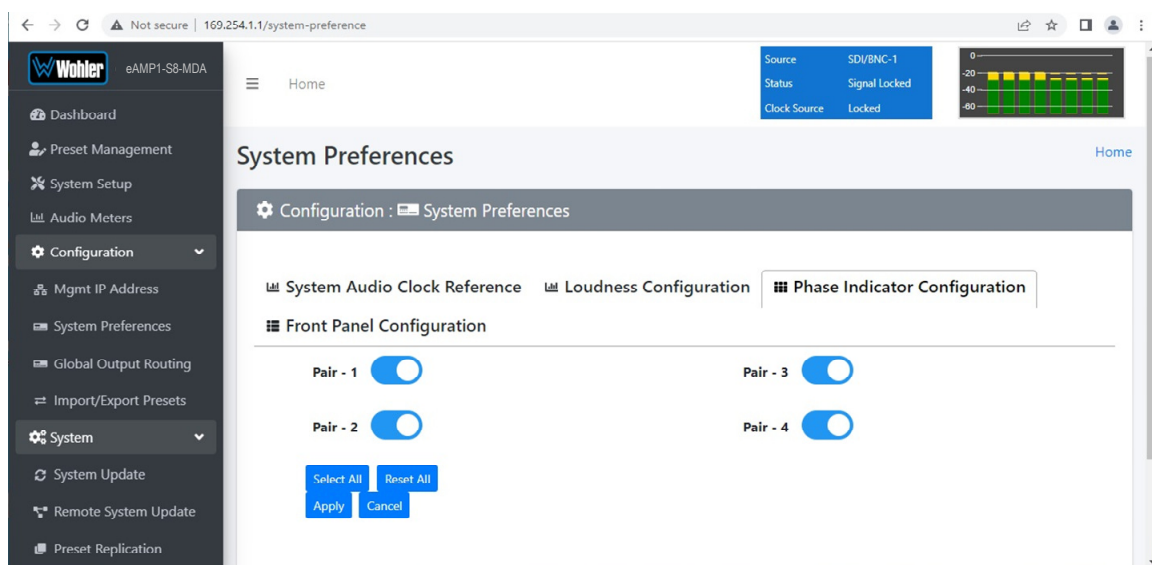 Not secure | 169.254.1.1/system-preference
Wohler eAMP1-S8-MDA
Dashboard
Preset Management
System Setup
Audio Meters
Configuration
Mgmt IP Address
System Preferences
Global Output Routing
Import/Export Presets
System
System Update
Remote System Update
Preset Replication
Home
Source SDI/BNC-1
Status Signal Locked
Clock Source Locked
0
-20
-40
-60
System Preferences
Home
Configuration : System Preferences
System Audio Clock Reference Loudness Configuration Phase Indicator Configuration
Front Panel Configuration
Pair - 1 Pair - 3
Pair - 2 Pair - 4
Select All Reset All
Apply Cancel